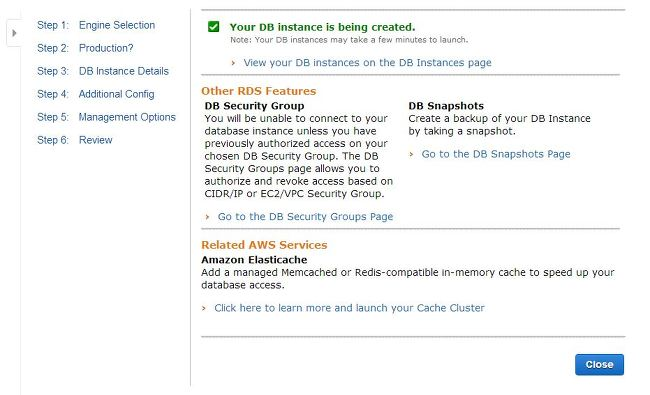 Step 1: Engine Selection
Step 2: Production?
Step 3: DB Instance Details
Step 4: Additional Config
Step 5: Management Options
Step 6: Review
Your DB instance is being created.
Note: Your DB instances may take a few minutes to launch.
View your DB instances on the DB Instances page
Other RDS Features
DB Security Group
You will be unable to connect to your
database instance unless you have
previously authorized access on your
chosen DB Security Group. The DB
Security Groups page allows you to
authorize and revoke access based on
CIDR/IP or EC2/VPC Security Group.
Go to the DB Security Groups Page
DB Snapshots
Create a backup of your DB Instance
by taking a snapshot.
Go to the DB Snapshots Page
Related AWS Services
Amazon Elasticache
Add a managed Memcached or Redis-compatible in-memory cache to speed up your
database access.
Click here to learn more and launch your Cache Cluster
Close